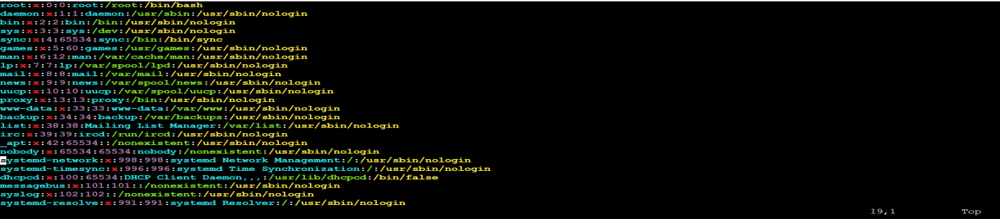 root:x:0:0:root:/root:/bin/bash
daemon:x:1:1:daemon:/usr/sbin:/usr/sbin/nologin
bin:x:2:2:bin:/bin:/usr/sbin/nologin
sys:x:3:3:sys:/dev:/usr/sbin/nologin
sync:x:4:65534:sync:/bin:/bin/sync
games:x:5:60:games:/usr/games:/usr/sbin/nologin
man:x:6:12:man:/var/cache/man:/usr/sbin/nologin
lp:x:7:7:lp:/var/spool/lpd:/usr/sbin/nologin
mail:x:8:8:mail:/var/mail:/usr/sbin/nologin
news:x:9:9:news:/var/spool/news:/usr/sbin/nologin
uucp:x:10:10:uucp:/var/spool/uucp:/usr/sbin/nologin
proxy:x:13:13:proxy:/bin:/usr/sbin/nologin
www-data:x:33:33:www-data:/var/www:/usr/sbin/nologin
backup:x:34:34:backup:/var/backups:/usr/sbin/nologin
list:x:38:38:Mailing List Manager:/var/list:/usr/sbin/nologin
irc:x:39:39:ircd:/run/ircd:/usr/sbin/nologin
_apt:x:42:65534::/nonexistent:/usr/sbin/nologin
nobody:x:65534:65534:nobody:/nonexistent:/usr/sbin/nologin
systemd-network:x:998:998:systemd Network Management:/:/usr/sbin/nologin
systemd-timesync:x:996:996:systemd Time Synchronization:/:/usr/sbin/nologin
dhcpcd:x:100:65534:DHCP Client Daemon,,,:/usr/lib/dhcpcd:/bin/false
messagebus:x:101:101::/nonexistent:/usr/sbin/nologin
syslog:x:102:102::/nonexistent:/usr/sbin/nologin
systemd-resolve:x:991:991:systemd Resolver:/:/usr/sbin/nologin
19,1 Top